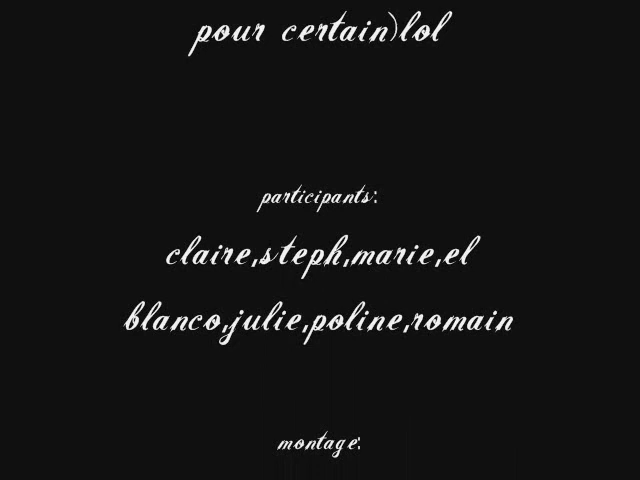 pour certain)lol
participants:
claire,steph,marie,el
blanco,julie,poline,romain
montage: